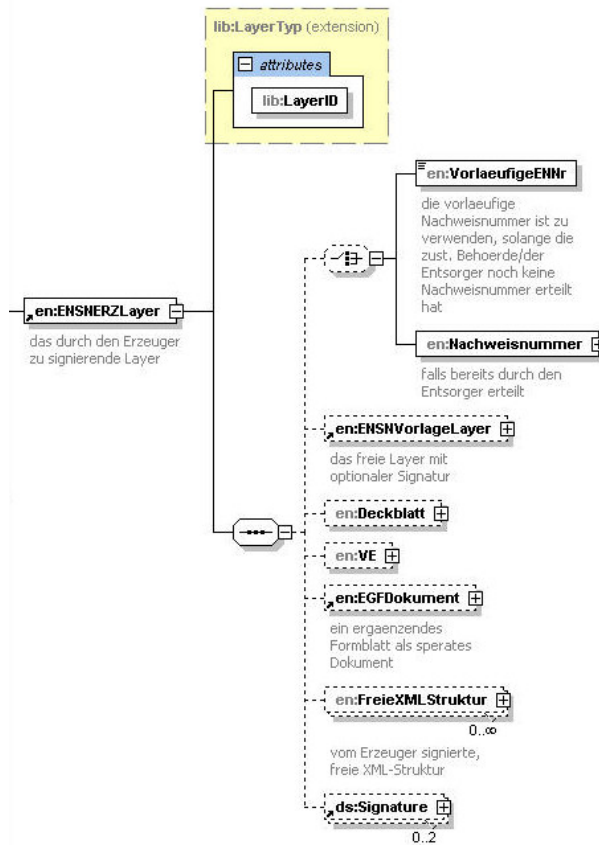 lib:LayerTyp (extension)
attributes
lib:LayerID
en:VorlaeufigeENNr
die vorlaeufige
Nachweisnummer ist zu
verwenden, solange die
zust. Behoerde/der
Entsorger noch keine
Nachweisnummer erteilt
hat
en:ENSNERZLayer
das durch den Erzeuger
zu signierende Layer
en:Nachweisnummer
falls bereits durch den
Entsorger erteilt
en:ENSNVorlageLayer
das freie Layer mit
optionaler Signatur
en:Deckblatt
en:VE
en:EGFDokument
ein ergaenzendes
Formblatt als sperates
Dokument
en:FreieXMLStruktur
0..∞
vom Erzeuger signierte,
freie XML-Struktur
ds:Signature
0..2